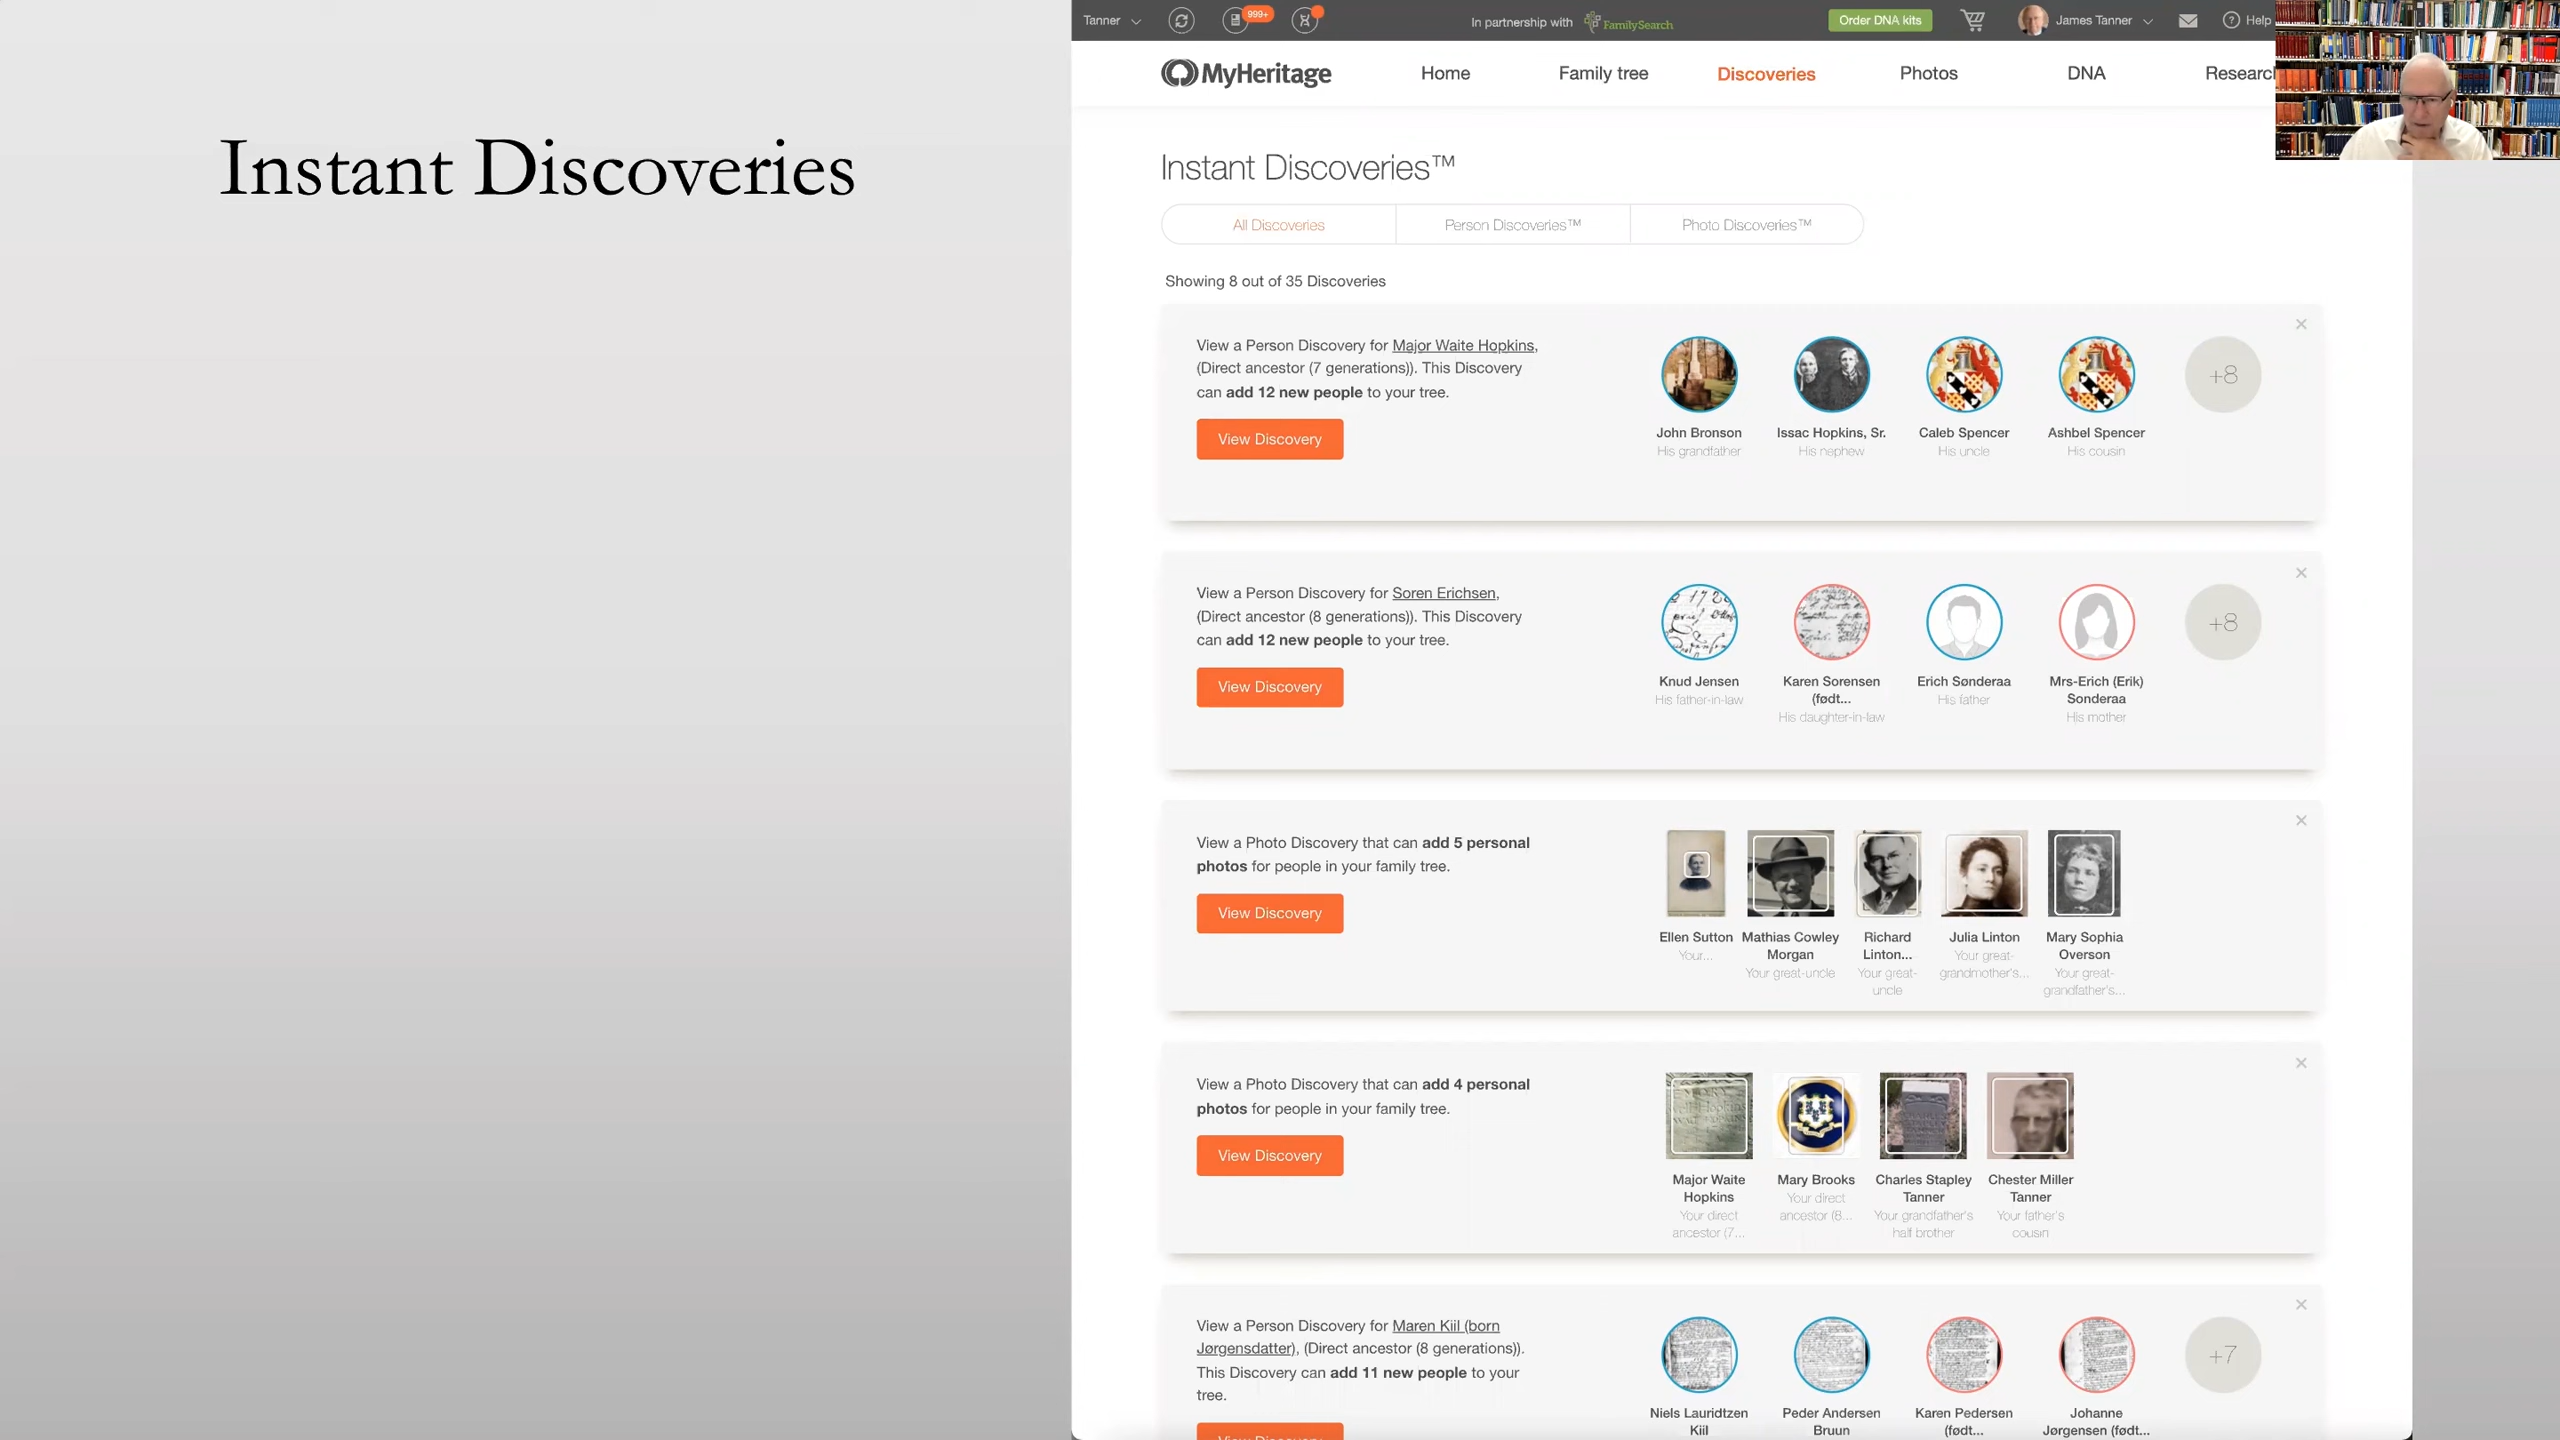 Instant Discoveries
Tanner
999+
In partnership with FamilySearch
Order DNA kits
James Tanner
Help
MyHeritage
Home
Family tree
Discoveries
Photos
DNA
Research
Instant Discoveries™
All Discoveries
Person Discoveries™
Photo Discoveries™
Showing 8 out of 35 Discoveries
View a Person Discovery for Major Waite Hopkins,
(Direct ancestor (7 generations)). This Discovery
can add 12 new people to your tree.
View Discovery
John Bronson
His grandfather
Issac Hopkins, Sr.
His nephew
Caleb Spencer
His uncle
Ashbel Spencer
His cousin
+8
View a Person Discovery for Soren Erichsen,
(Direct ancestor (8 generations)). This Discovery
can add 12 new people to your tree.
View Discovery
Knud Jensen
His father-in-law
Karen Sorensen
(født...
His daughter-in-law
Erich Sønderaa
His father
Mrs-Erich (Erik)
Sonderaa
His mother
+8
View a Photo Discovery that can add 5 personal
photos for people in your family tree.
View Discovery
Ellen Sutton
Your...
Mathias Cowley
Morgan
Your great-uncle
Richard
Linton...
Your great-
uncle
Julia Linton
Your great-
grandmother's...
Mary Sophia
Overson
Your great-
grandfather's...
View a Photo Discovery that can add 4 personal
photos for people in your family tree.
View Discovery
Major Waite
Hopkins
Your direct
ancestor (7...
Mary Brooks
Your direct
ancestor (8...
Charles Stapley
Tanner
Your grandfather's
half brother
Chester Miller
Tanner
Your father's
cousin
View a Person Discovery for Maren Kiil (born
Jørgensdatter), (Direct ancestor (8 generations)).
This Discovery can add 11 new people to your
tree.
View Discovery
Niels Lauridtzen
Kiil
Peder Andersen
Bruun
Karen Pedersen
(født...
Johanne
Jørgensen (født...
+7